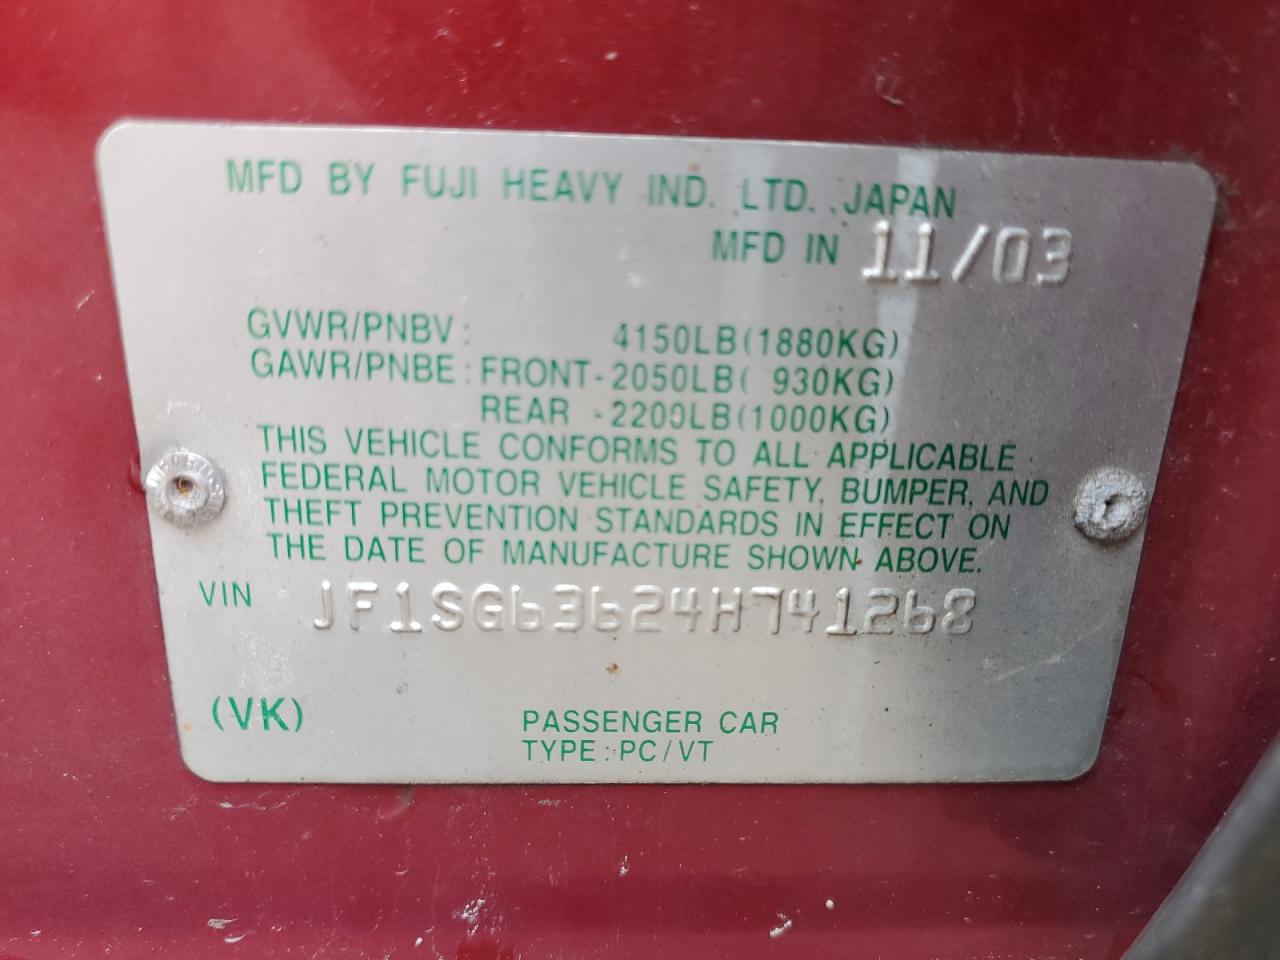 MFD BY FUJI HEAVY IND. LTD. JAPAN
MFD IN 11/03
GVWR/PNBV: 4150LB(1880KG)
GAWR/PNBE: FRONT-2050LB( 930KG)
REAR -2200LB(1000KG)
THIS VEHICLE CONFORMS TO ALL APPLICABLE
FEDERAL MOTOR VEHICLE SAFETY, BUMPER, AND
THEFT PREVENTION STANDARDS IN EFFECT ON
THE DATE OF MANUFACTURE SHOWN ABOVE.
VIN JF1SG63624H741268
(VK) PASSENGER CAR
TYPE: PC/VT